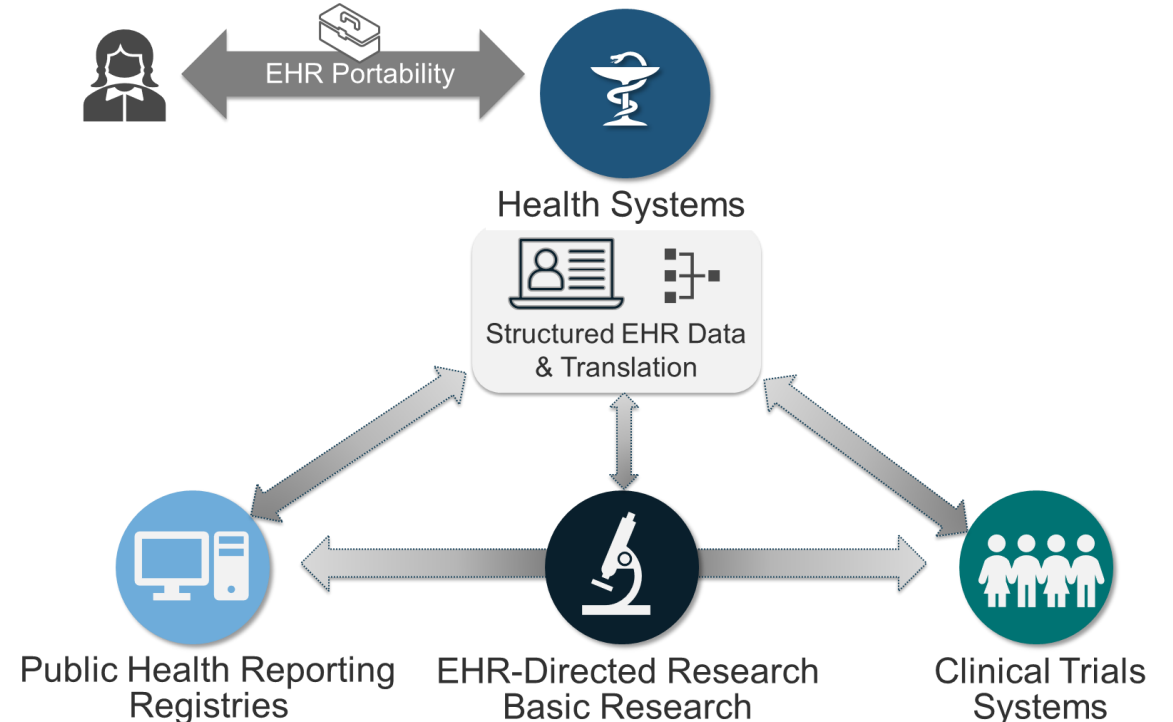 EHR Portability
Health Systems
Structured EHR Data
& Translation
Public Health Reporting
Registries
EHR-Directed Research
Basic Research
Clinical Trials
Systems